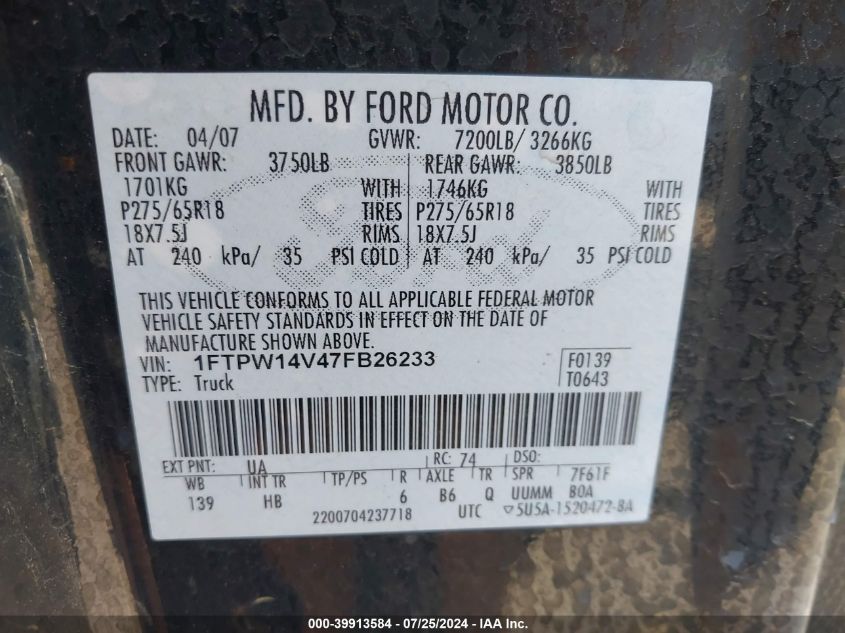 MFD. BY FORD MOTOR CO.
DATE: 04/07 GVWR: 7200LB/ 3266KG
FRONT GAWR: 3750LB REAR GAWR: 3850LB
1701KG WITH 1746KG WITH
P275/65R18 TIRES P275/65R18 TIRES
18X7.5J RIMS 18X7.5J RIMS
AT 240 kPa/ 35 PSI COLD AT 240 kPa/ 35 PSI COLD
THIS VEHICLE CONFORMS TO ALL APPLICABLE FEDERAL MOTOR
VEHICLE SAFETY STANDARDS IN EFFECT ON THE DATE OF
MANUFACTURE SHOWN ABOVE.
VIN: 1FTPW14V47FB26233 F0139
TYPE: Truck T0643
EXT PNT: UA RC: 74 DSO:
WB INT TR TP/PS R AXLE TR SPR 7F61F
139 HB 6 B6 Q UUMM BOA
2200704237718 UTC ▽5U5A-1520472-BA
000-39913584 / 07/25/2024 - IAA Inc.